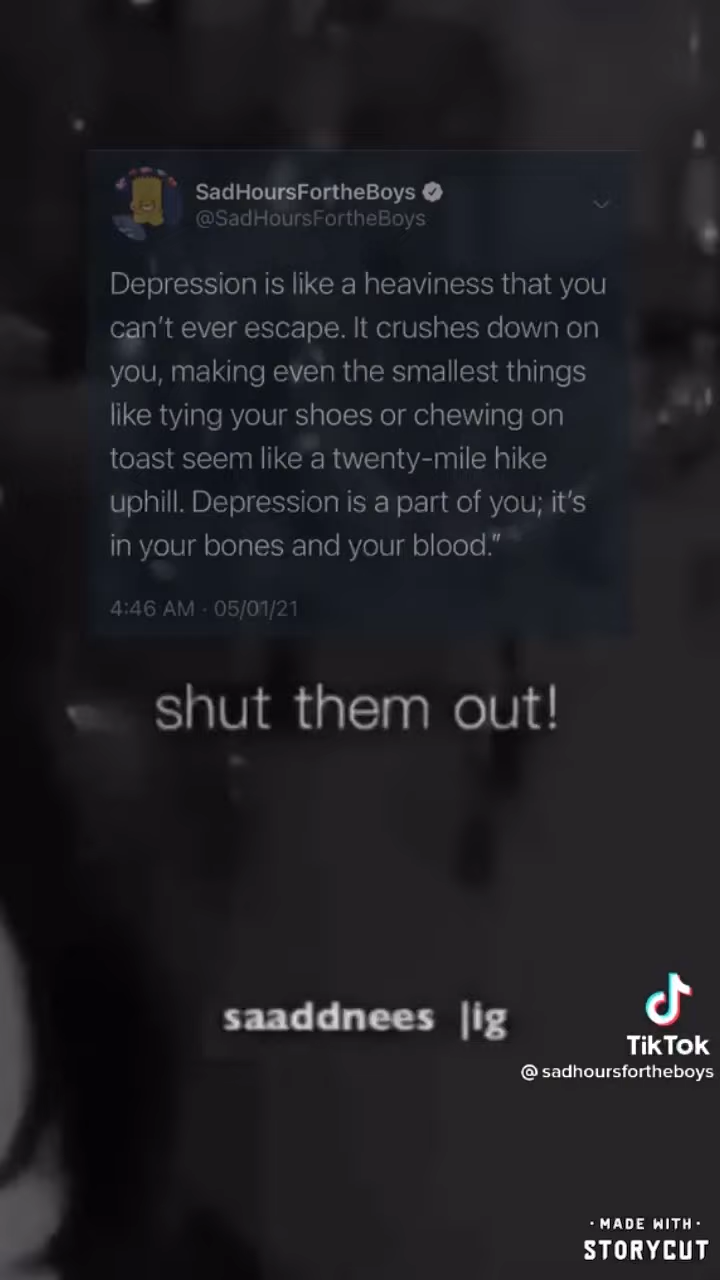 SadHoursFortheBoys
@SadHoursFortheBoys
Depression is like a heaviness that you
can’t ever escape. It crushes down on
you, making even the smallest things
like tying your shoes or chewing on
toast seem like a twenty-mile hike
uphill. Depression is a part of you; it’s
in your bones and your blood.”
4:46 AM · 05/01/21
shut them out!
saaddnees |ig
TikTok
@sadhoursfortheboys
· MADE WITH ·
STORYCUT